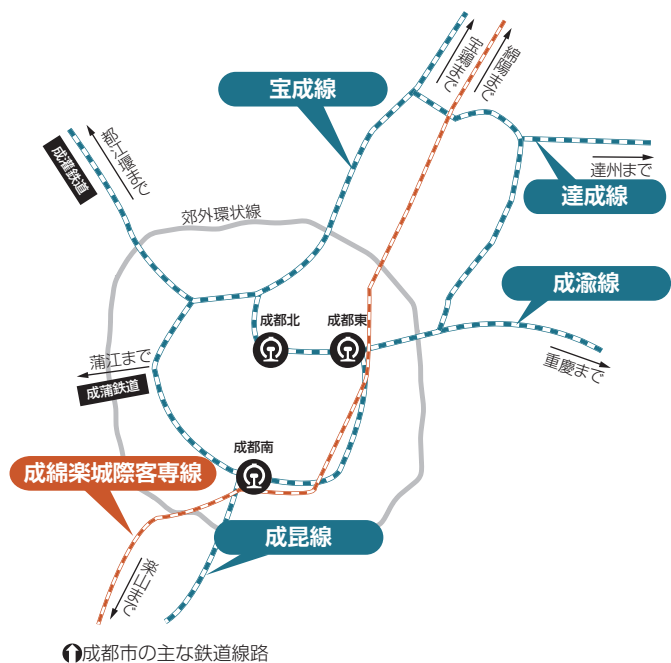 宝鶏まで
綿陽まで
宝成線
都江堰まで
成灌鉄道
達州まで
達成線
郊外環状線
成渝線
成都北
成都東
重慶まで
蒲江まで
成蒲鉄道
成都南
成綿楽城際客専線
成昆線
楽山まで
成都市の主な鉄道線路